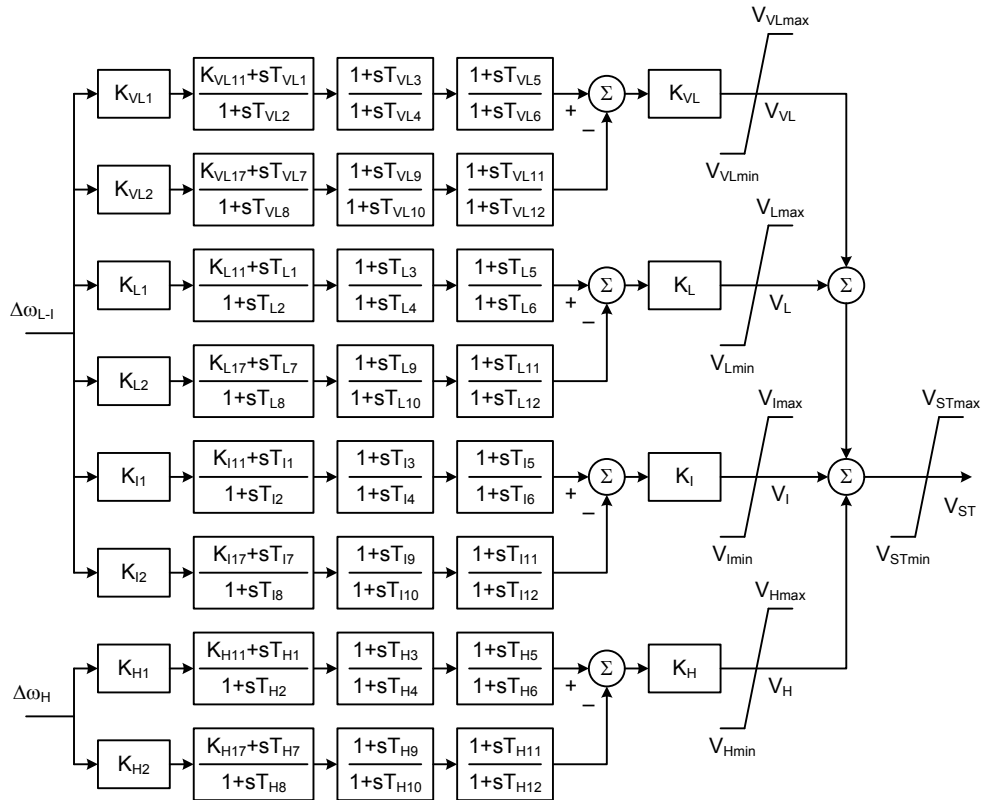 V_VLmax
K_VL1
K_VL11+sT_VL1
1+sT_VL2
1+sT_VL3
1+sT_VL4
1+sT_VL5
1+sT_VL6
+
−
Σ
K_VL
V_VL
V_VLmin
K_VL2
K_VL17+sT_VL7
1+sT_VL8
1+sT_VL9
1+sT_VL10
1+sT_VL11
1+sT_VL12
V_Lmax
K_L1
K_L11+sT_L1
1+sT_L2
1+sT_L3
1+sT_L4
1+sT_L5
1+sT_L6
+
−
Σ
K_L
V_L
Σ
V_Lmin
Δω_L-I
K_L2
K_L17+sT_L7
1+sT_L8
1+sT_L9
1+sT_L10
1+sT_L11
1+sT_L12
V_Imax
V_STmax
K_I1
K_I11+sT_I1
1+sT_I2
1+sT_I3
1+sT_I4
1+sT_I5
1+sT_I6
+
−
Σ
K_I
V_I
Σ
V_ST
V_Imin
V_STmin
K_I2
K_I17+sT_I7
1+sT_I8
1+sT_I9
1+sT_I10
1+sT_I11
1+sT_I12
V_Hmax
K_H1
K_H11+sT_H1
1+sT_H2
1+sT_H3
1+sT_H4
1+sT_H5
1+sT_H6
+
−
Σ
K_H
V_H
V_Hmin
Δω_H
K_H2
K_H17+sT_H7
1+sT_H8
1+sT_H9
1+sT_H10
1+sT_H11
1+sT_H12